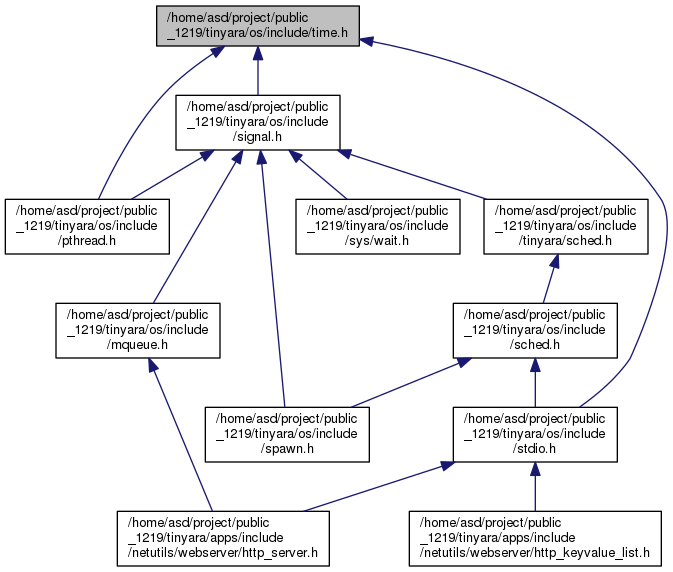 /home/asd/project/public
_1219/tinyara/os/include/time.h
/home/asd/project/public
_1219/tinyara/os/include
/signal.h
/home/asd/project/public
_1219/tinyara/os/include
/pthread.h
/home/asd/project/public
_1219/tinyara/os/include
/sys/wait.h
/home/asd/project/public
_1219/tinyara/os/include
/tinyara/sched.h
/home/asd/project/public
_1219/tinyara/os/include
/mqueue.h
/home/asd/project/public
_1219/tinyara/os/include
/sched.h
/home/asd/project/public
_1219/tinyara/os/include
/spawn.h
/home/asd/project/public
_1219/tinyara/os/include
/stdio.h
/home/asd/project/public
_1219/tinyara/apps/include
/netutils/webserver/http_server.h
/home/asd/project/public
_1219/tinyara/apps/include
/netutils/webserver/http_keyvalue_list.h